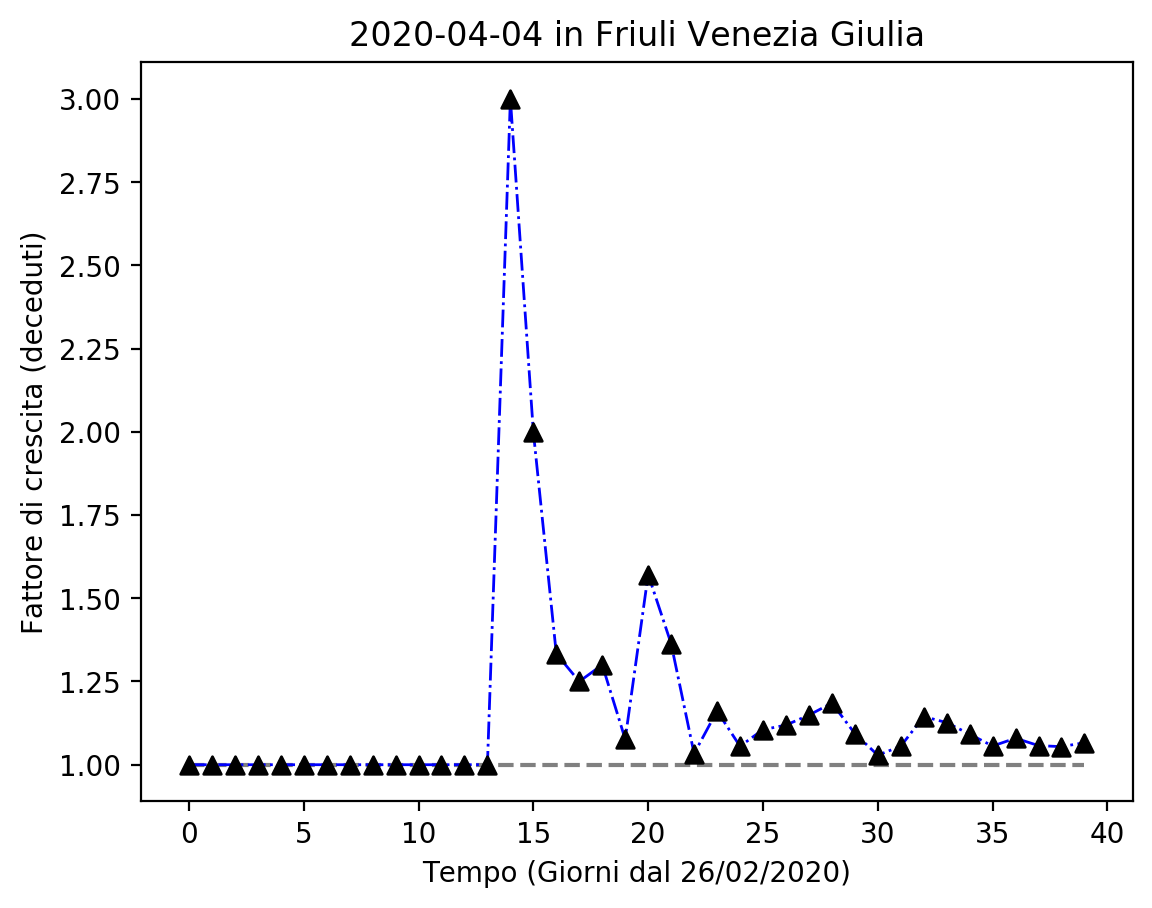 2020-04-04 in Friuli Venezia Giulia
Fattore di crescita (deceduti)
3.00
2.75
2.50
2.25
2.00
1.75
1.50
1.25
1.00
0 5 10 15 20 25 30 35 40
Tempo (Giorni dal 26/02/2020)